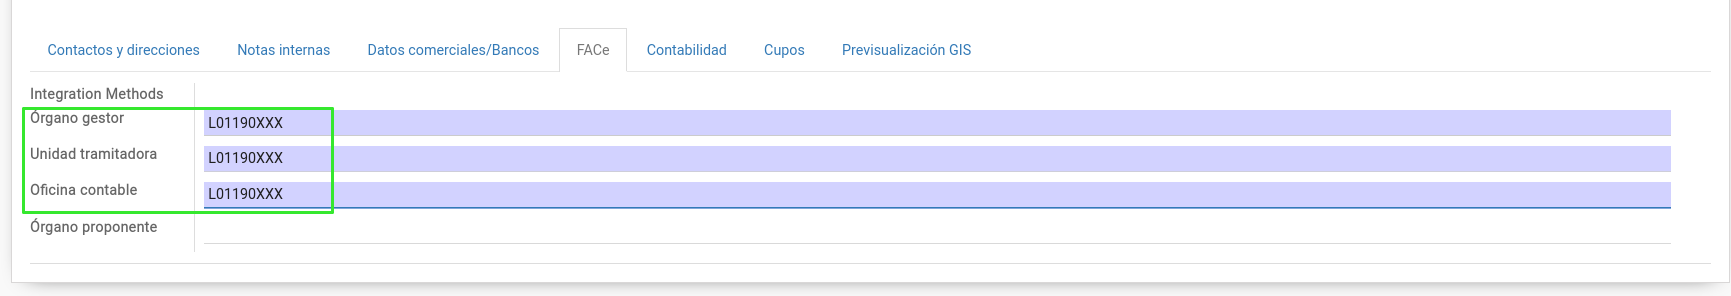 Contactos y direcciones Notas internas Datos comerciales/Bancos FACe Contabilidad Cupos Previsualización GIS
Integration Methods
Órgano gestor L01190XXX
Unidad tramitadora L01190XXX
Oficina contable L01190XXX
Órgano proponente